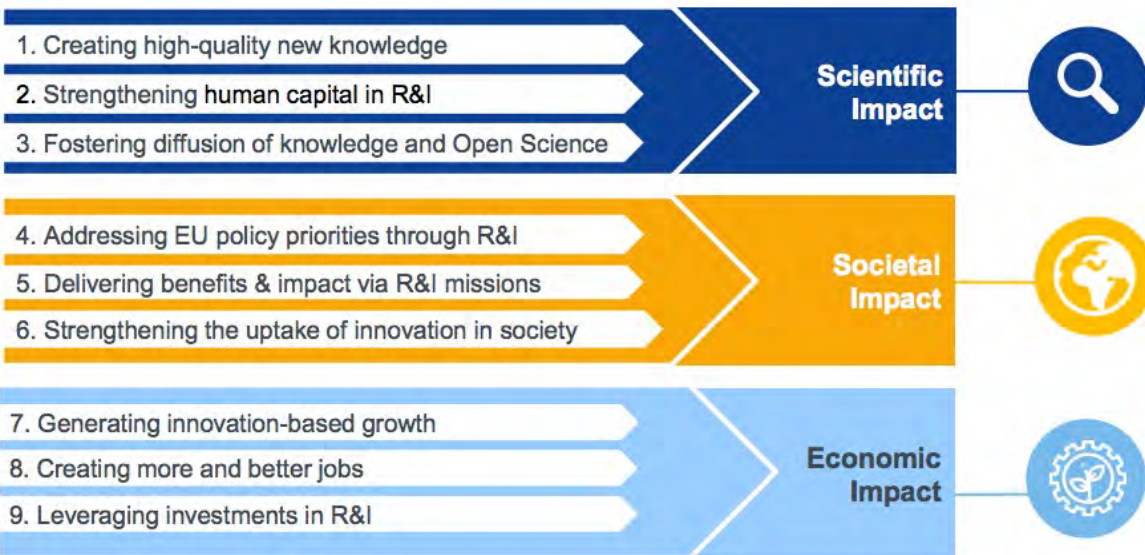 1. Creating high-quality new knowledge
2. Strengthening human capital in R&I
3. Fostering diffusion of knowledge and Open Science
Scientific
Impact
4. Addressing EU policy priorities through R&I
5. Delivering benefits & impact via R&I missions
6. Strengthening the uptake of innovation in society
Societal
Impact
7. Generating innovation-based growth
8. Creating more and better jobs
9. Leveraging investments in R&I
Economic
Impact